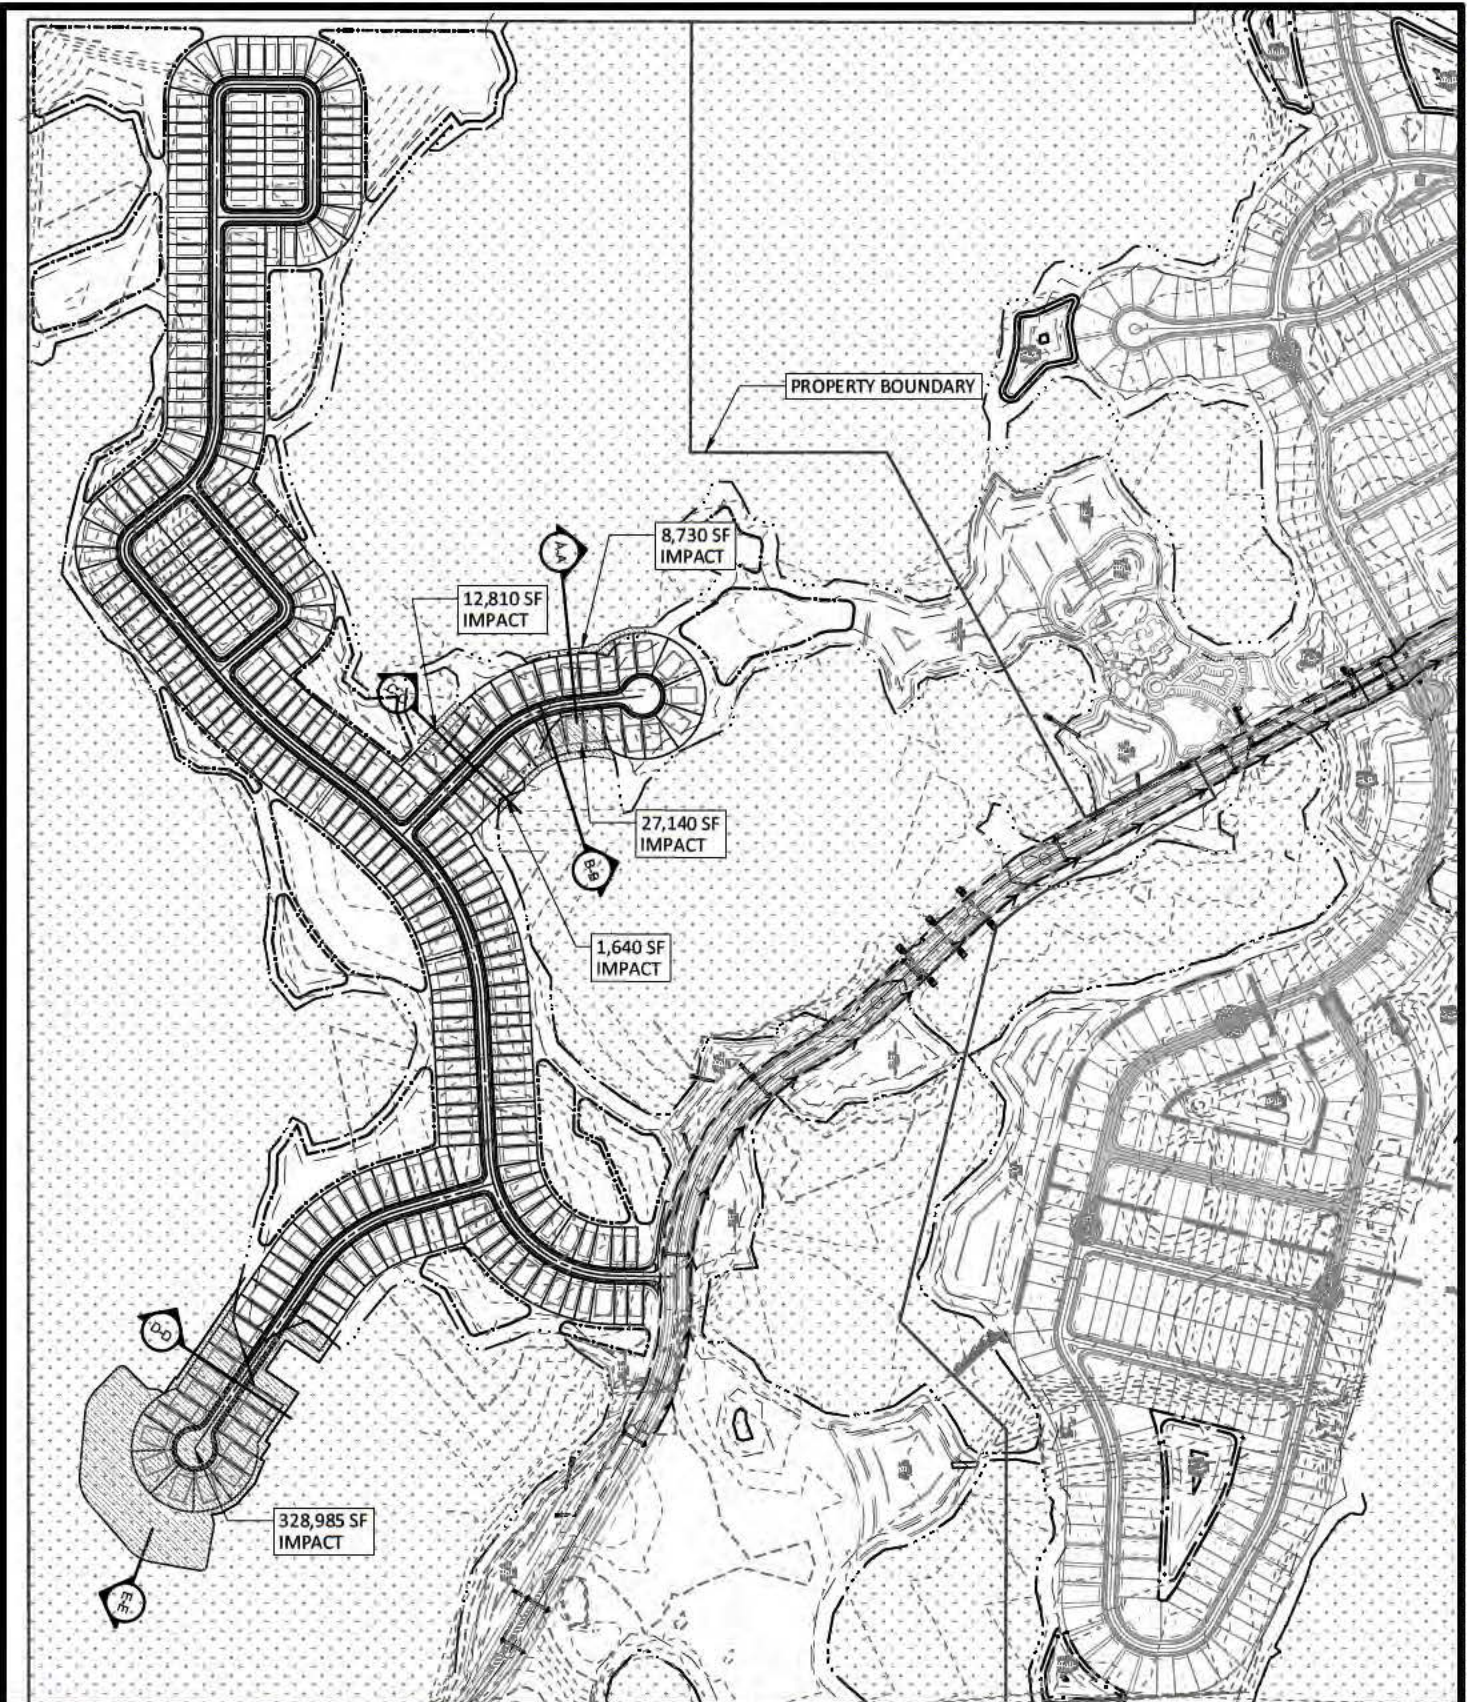 PROPERTY BOUNDARY
8,730 SF
IMPACT
A-A
12,810 SF
IMPACT
C-C
27,140 SF
IMPACT
B-B
1,640 SF
IMPACT
D-D
328,985 SF
IMPACT
E-E